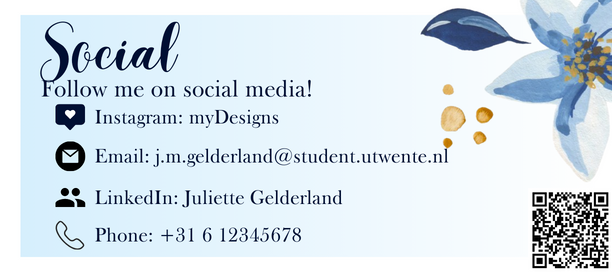 Social
Follow me on social media!
Instagram: myDesigns
Email: j.m.gelderland@student.utwente.nl
LinkedIn: Juliette Gelderland
Phone: +31 6 12345678